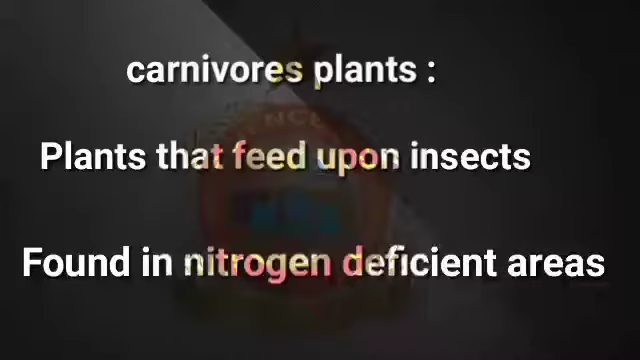 carnivores plants :
Plants that feed upon insects
Found in nitrogen deficient areas